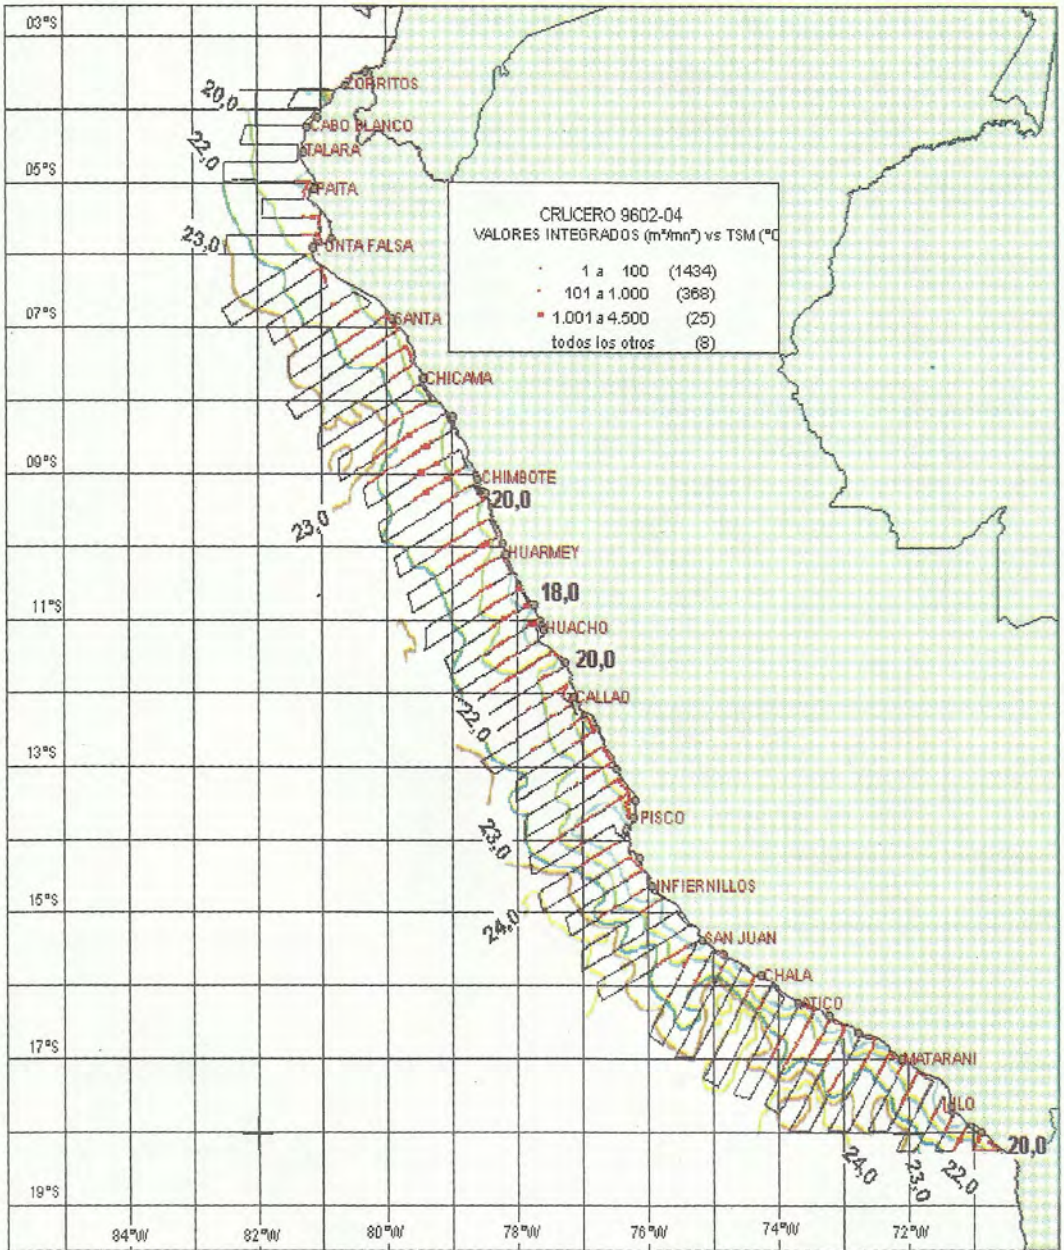 03°S
ZORRITOS
20,0
CABO BLANCO
TALARA
22,0
05°S
PAITA
23,0
PUNTA FALSA
CRUCERO 9602-04
VALORES INTEGRADOS (m²/mn²) vs TSM (°C
1 a 100 (1434)
101 a 1.000 (368)
1.001 a 4.500 (25)
todos los otros (8)
07°S
SANTA
CHICAMA
09°S
CHIMBOTE
20,0
23,0
HUARMEY
18,0
11°S
HUACHO
20,0
CALLAO
22,0
13°S
PISCO
23,0
INFIERNILLOS
15°S
24,0
SAN JUAN
CHALA
ATICO
17°S
MATARANI
ILO
20,0
24,0
23,0
22,0
19°S
84°W
82°W
80°W
78°W
76°W
74°W
72°W